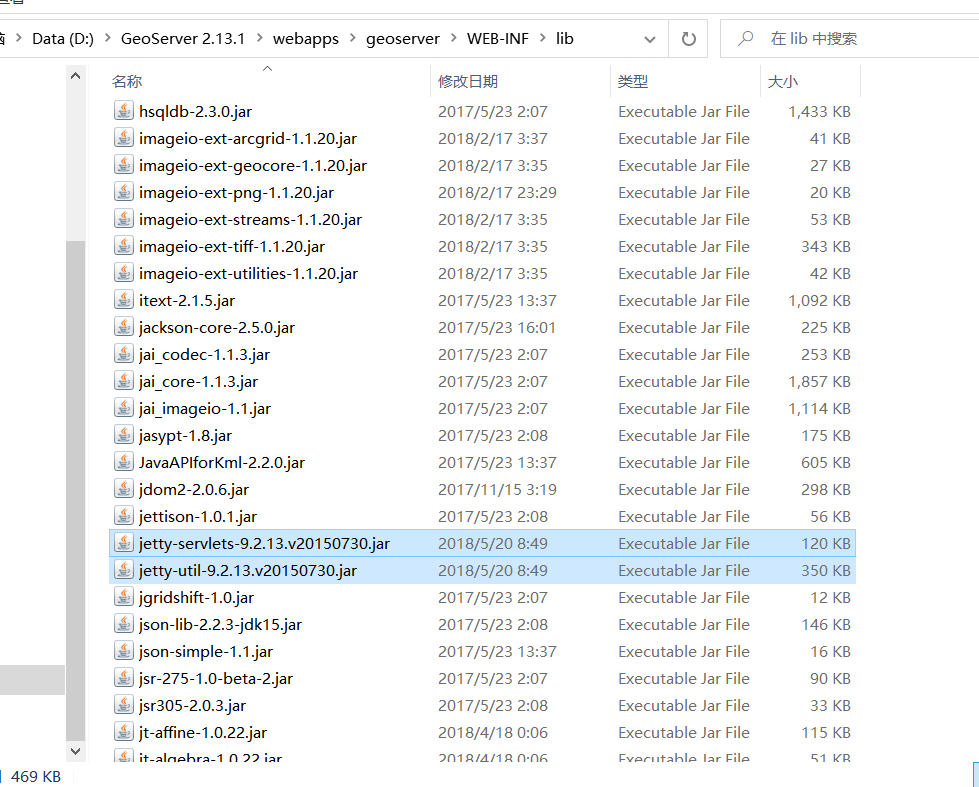 Data (D:) > GeoServer 2.13.1 > webapps > geoserver > WEB-INF > lib 在 lib 中搜索
名称 修改日期 类型 大小
hsqldb-2.3.0.jar 2017/5/23 2:07 Executable Jar File 1,433 KB
imageio-ext-arcgrid-1.1.20.jar 2018/2/17 3:37 Executable Jar File 41 KB
imageio-ext-geocore-1.1.20.jar 2018/2/17 3:35 Executable Jar File 27 KB
imageio-ext-png-1.1.20.jar 2018/2/17 23:29 Executable Jar File 20 KB
imageio-ext-streams-1.1.20.jar 2018/2/17 3:35 Executable Jar File 53 KB
imageio-ext-tiff-1.1.20.jar 2018/2/17 3:35 Executable Jar File 343 KB
imageio-ext-utilities-1.1.20.jar 2018/2/17 3:35 Executable Jar File 42 KB
itext-2.1.5.jar 2017/5/23 13:37 Executable Jar File 1,092 KB
jackson-core-2.5.0.jar 2017/5/23 16:01 Executable Jar File 225 KB
jai_codec-1.1.3.jar 2017/5/23 2:07 Executable Jar File 253 KB
jai_core-1.1.3.jar 2017/5/23 2:07 Executable Jar File 1,857 KB
jai_imageio-1.1.jar 2017/5/23 2:07 Executable Jar File 1,114 KB
jasypt-1.8.jar 2017/5/23 2:08 Executable Jar File 175 KB
JavaAPIforKml-2.2.0.jar 2017/5/23 13:37 Executable Jar File 605 KB
jdom2-2.0.6.jar 2017/11/15 3:19 Executable Jar File 298 KB
jettison-1.0.1.jar 2017/5/23 2:08 Executable Jar File 56 KB
jetty-servlets-9.2.13.v20150730.jar 2018/5/20 8:49 Executable Jar File 120 KB
jetty-util-9.2.13.v20150730.jar 2018/5/20 8:49 Executable Jar File 350 KB
jgridshift-1.0.jar 2017/5/23 2:07 Executable Jar File 12 KB
json-lib-2.2.3-jdk15.jar 2017/5/23 2:08 Executable Jar File 146 KB
json-simple-1.1.jar 2017/5/23 13:37 Executable Jar File 16 KB
jsr-275-1.0-beta-2.jar 2017/5/23 2:07 Executable Jar File 90 KB
jsr305-2.0.3.jar 2017/5/23 2:08 Executable Jar File 33 KB
jt-affine-1.0.22.jar 2018/4/18 0:06 Executable Jar File 115 KB
jt-algebra-1.0.22.jar 2018/4/18 0:06 Executable Jar File 51 KB
469 KB